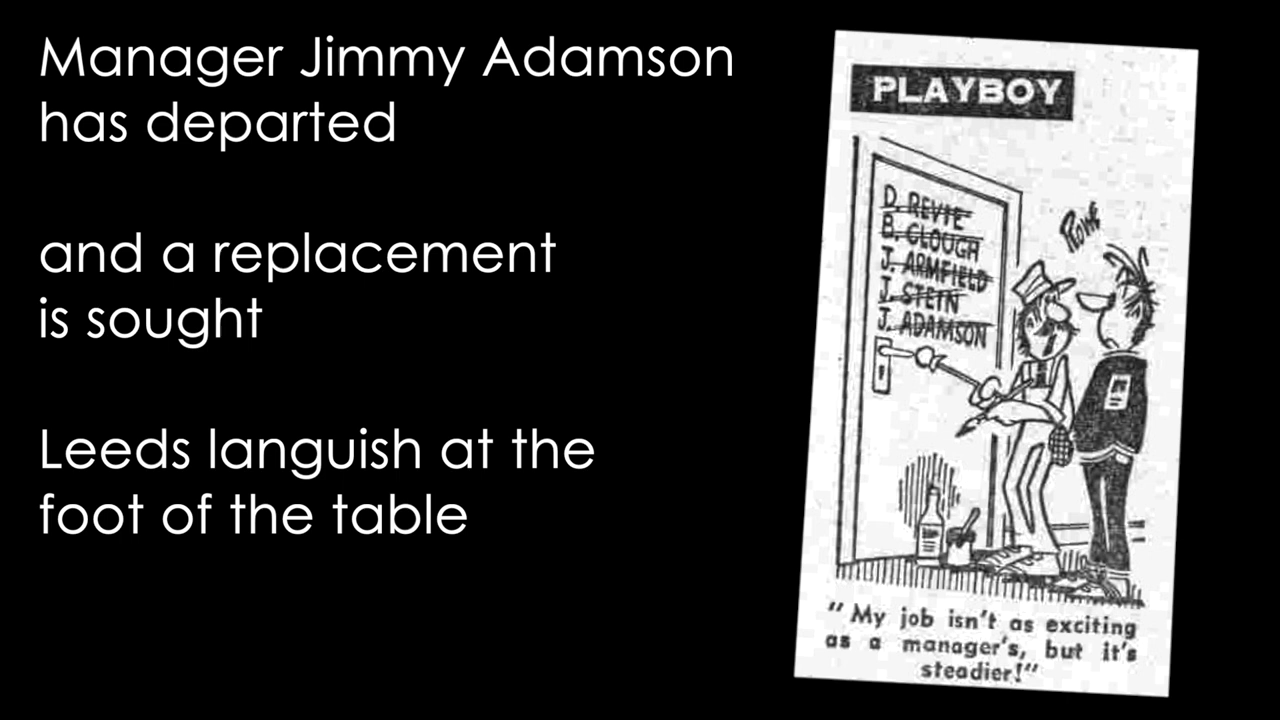 Manager Jimmy Adamson
has departed
and a replacement
is sought
Leeds languish at the
foot of the table
PLAYBOY
D. REVIE
B. CLOUGH
J. ARMFIELD
J. STEIN
J. ADAMSON
"My job isn't as exciting
as a manager's, but it's
steadier!"